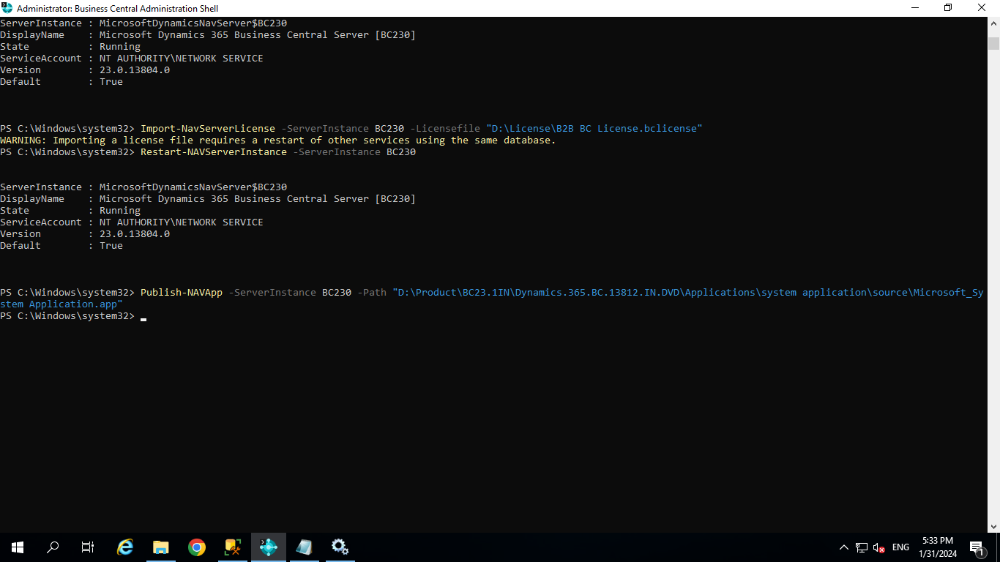 Administrator: Business Central Administration Shell
ServerInstance : MicrosoftDynamicsNavServer$BC230
DisplayName    : Microsoft Dynamics 365 Business Central Server [BC230]
State          : Running
ServiceAccount : NT AUTHORITY\NETWORK SERVICE
Version        : 23.0.13804.0
Default        : True
PS C:\Windows\system32> Import-NavServerLicense -ServerInstance BC230 -Licensefile "D:\License\B2B BC License.bclicense"
WARNING: Importing a license file requires a restart of other services using the same database.
PS C:\Windows\system32> Restart-NAVServerInstance -ServerInstance BC230
ServerInstance : MicrosoftDynamicsNavServer$BC230
DisplayName    : Microsoft Dynamics 365 Business Central Server [BC230]
State          : Running
ServiceAccount : NT AUTHORITY\NETWORK SERVICE
Version        : 23.0.13804.0
Default        : True
PS C:\Windows\system32> Publish-NAVApp -ServerInstance BC230 -Path "D:\Product\BC23.1IN\Dynamics.365.BC.13812.IN.DVD\Applications\system application\source\Microsoft_Sy
stem Application.app"
PS C:\Windows\system32>
ENG
5:33 PM
1/31/2024
1